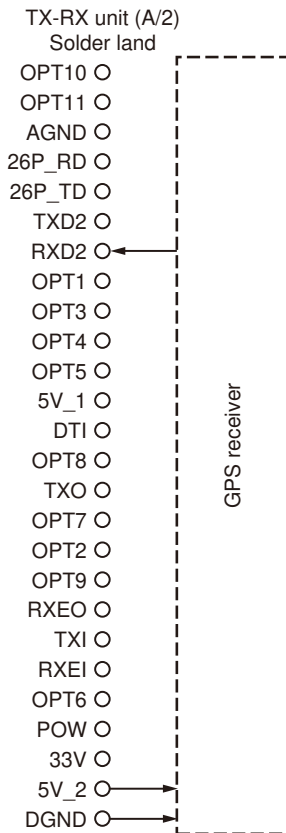 TX-RX unit (A/2)
Solder land
OPT10
OPT11
AGND
26P_RD
26P_TD
TXD2
RXD2
OPT1
OPT3
OPT4
OPT5
5V_1
DTI
OPT8
TXO
OPT7
OPT2
OPT9
RXEO
TXI
RXEI
OPT6
POW
33V
5V_2
DGND
GPS receiver